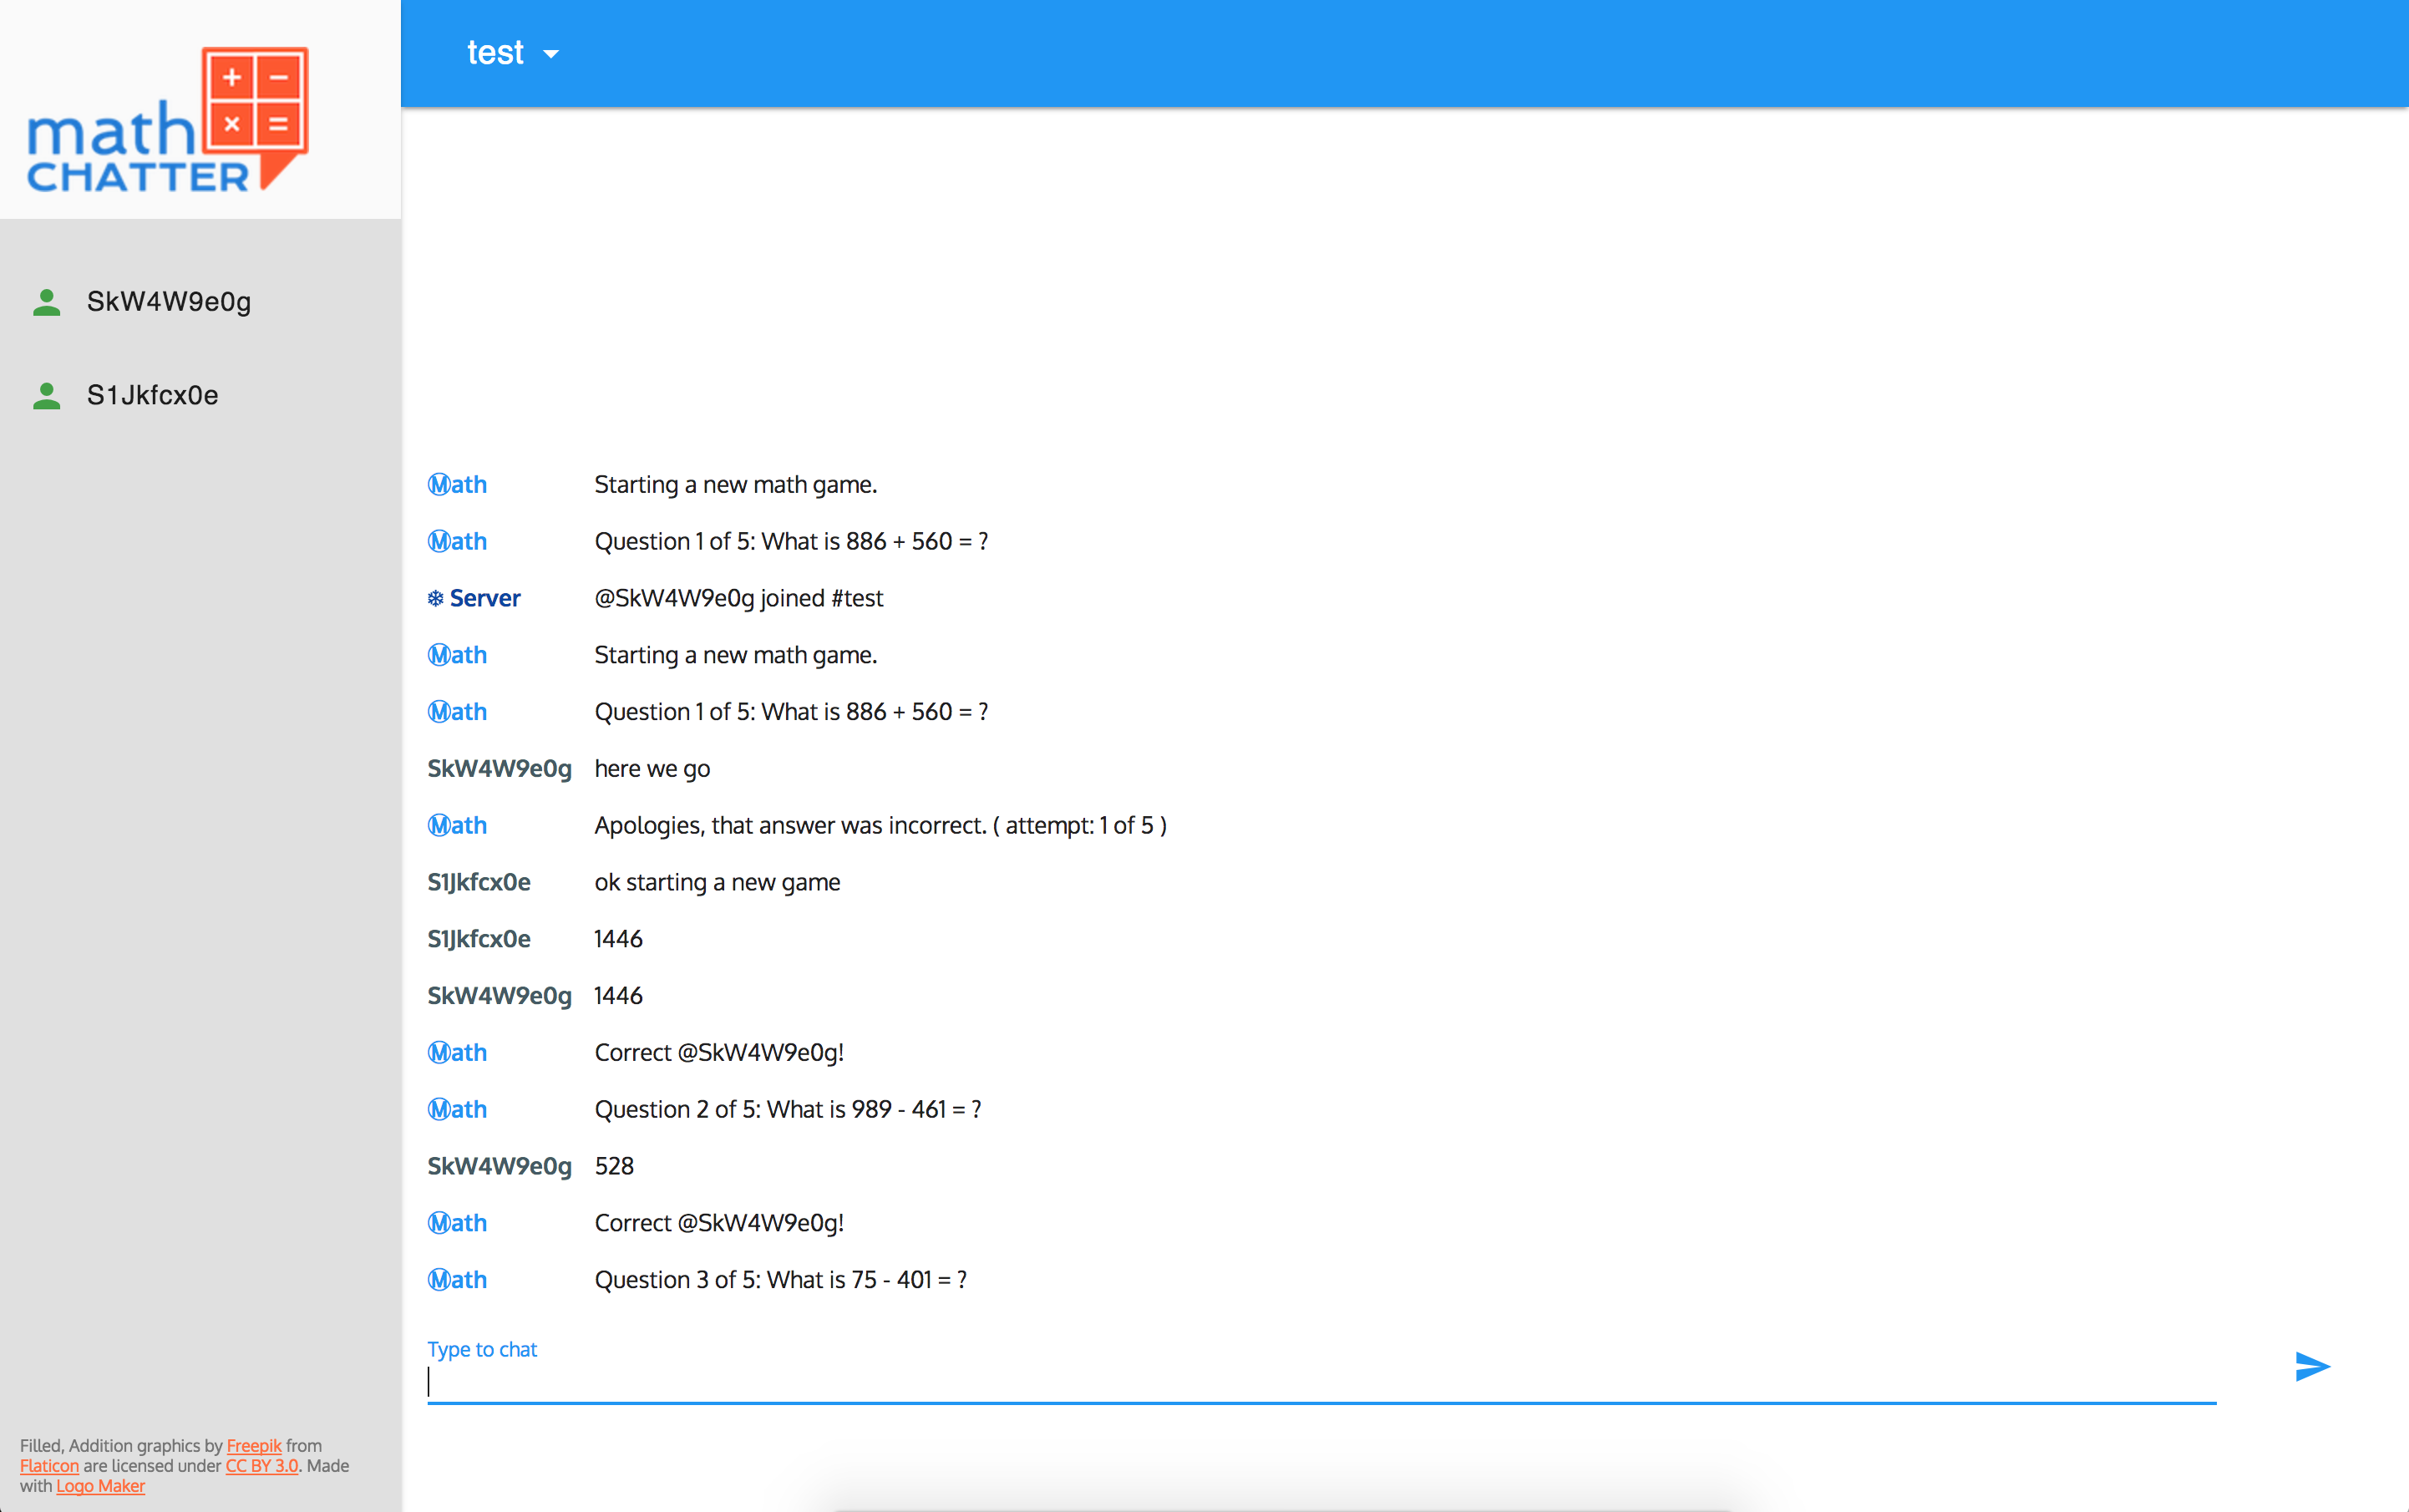 math
CHATTER
+ −
× =
test
SkW4W9e0g
S1Jkfcx0e
Ⓜath Starting a new math game.
Ⓜath Question 1 of 5: What is 886 + 560 = ?
❄ Server @SkW4W9e0g joined #test
Ⓜath Starting a new math game.
Ⓜath Question 1 of 5: What is 886 + 560 = ?
SkW4W9e0g here we go
Ⓜath Apologies, that answer was incorrect. ( attempt: 1 of 5 )
S1Jkfcx0e ok starting a new game
S1Jkfcx0e 1446
SkW4W9e0g 1446
Ⓜath Correct @SkW4W9e0g!
Ⓜath Question 2 of 5: What is 989 - 461 = ?
SkW4W9e0g 528
Ⓜath Correct @SkW4W9e0g!
Ⓜath Question 3 of 5: What is 75 - 401 = ?
Type to chat
Filled, Addition graphics by Freepik from
Flaticon are licensed under CC BY 3.0. Made
with Logo Maker